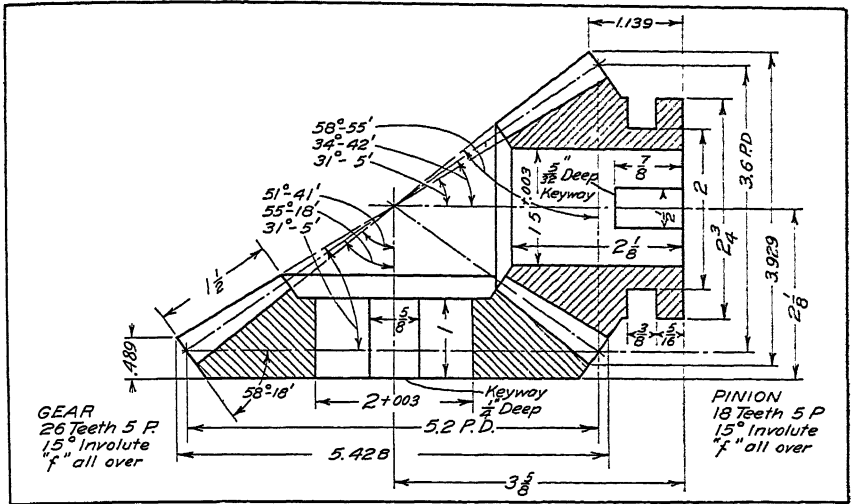 1.139
58°-55'
34°-42'
31°-5'
51°-41'
55°-18'
31°-5'
1 1/2
.489
58°-18'
5/32" Deep
Keyway
1.5 +.003
7/8
1/2
2 1/8
2
2 3/4
3.6 P.D
3.929
2 1/8
3/8
5/16
5/8
1
Keyway
1/4" Deep
2 +.003
5.2 P.D.
5.428
3 5/8
GEAR
26 Teeth 5 P.
15° Involute
"f" all over
PINION
18 Teeth 5 P
15° Involute
"f" all over